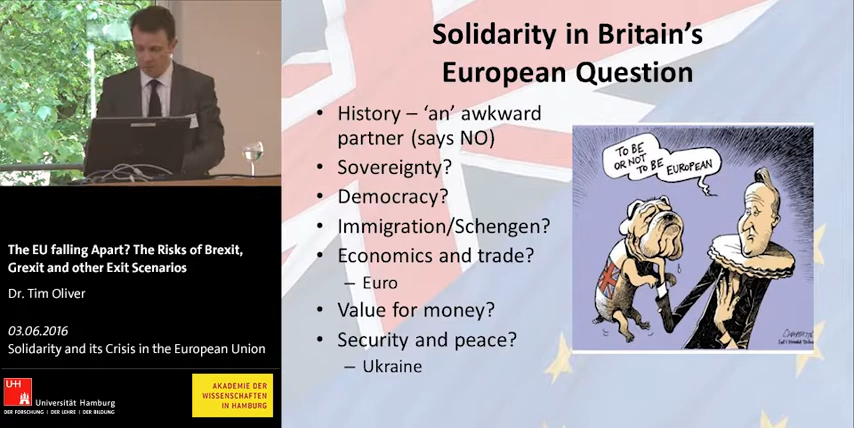 Solidarity in Britain's
European Question
• History – 'an' awkward
partner (says NO)
• Sovereignty?
• Democracy?
• Immigration/Schengen?
• Economics and trade?
– Euro
• Value for money?
• Security and peace?
– Ukraine
TO BE
OR NOT
TO BE
EUROPEAN
The EU falling Apart? The Risks of Brexit,
Grexit and other Exit Scenarios
Dr. Tim Oliver
03.06.2016
Solidarity and its Crisis in the European Union
UH
Universität Hamburg
DER FORSCHUNG | DER LEHRE | DER BILDUNG
AKADEMIE DER
WISSENSCHAFTEN
IN HAMBURG